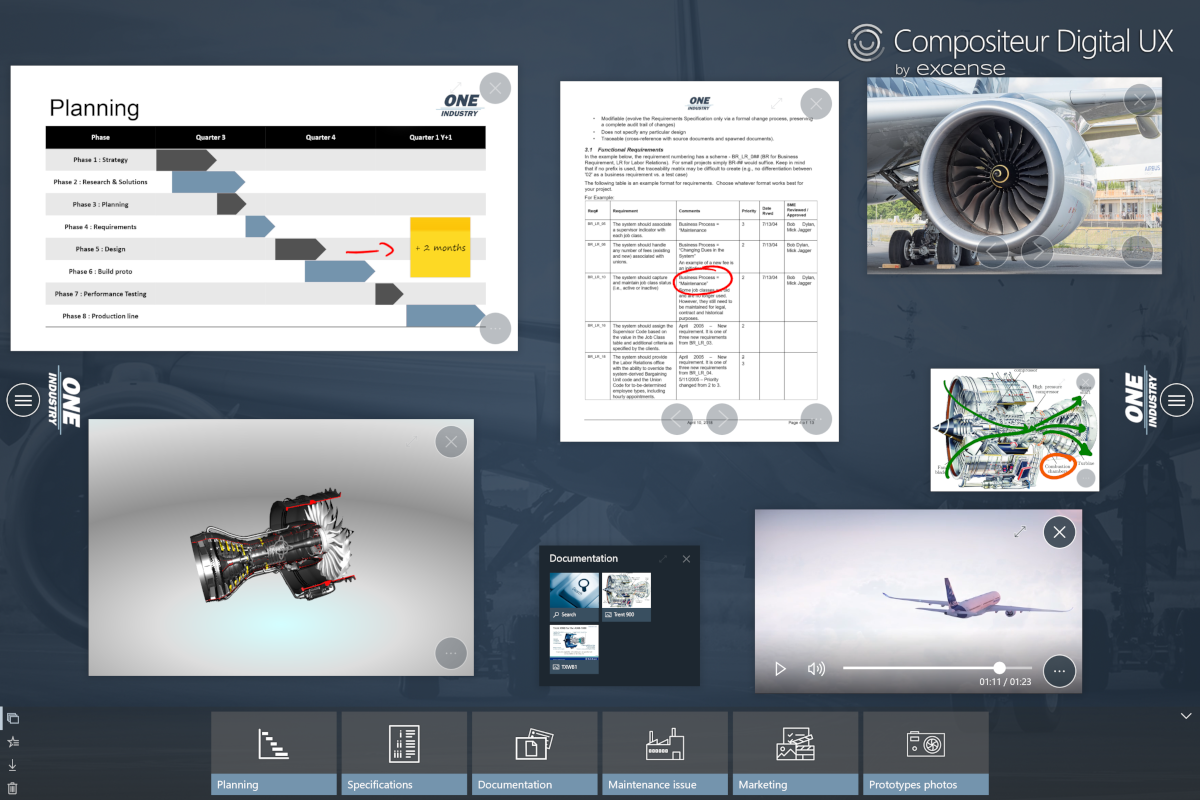 Compositeur Digital UX
by excense
Planning
ONE
INDUSTRY
Phase
Quarter 3
Quarter 4
Quarter 1 Y+1
Phase 1 : Strategy
Phase 2 : Research & Solutions
Phase 3 : Planning
Phase 4 : Requirements
Phase 5 : Design
Phase 6 : Build proto
Phase 7 : Performance Testing
Phase 8 : Production line
+ 2 months
ONE
INDUSTRY
• Modifiable (evolve the Requirements Specification only via a formal change process, preserving
a complete audit trail of changes)
• Does not specify any particular design
• Traceable (cross-reference with source documents and spawned documents).
3.1 Functional Requirements
In the example below, the requirement numbering has a scheme - BR_LR_0## (BR for Business
Requirement, LR for Labor Relations). For small projects simply BR-## would suffice. Keep in mind
that if no prefix is used, the traceability matrix may be difficult to create (e.g., no differentiation between
'02' as a business requirement vs. a test case)
The following table is an example format for requirements. Choose whatever format works best for
your project.
For Example:
Req#
Requirement
Comments
Priority
Date
Rvwd
SME
Reviewed /
Approved
The system should associate
a supervisor indicator with
each job class.
Business Process =
"Maintenance
3
7/13/04
Bob Dylan,
Mick Jagger
The system should handle
any number of fees (existing
and new) associated with
unions.
Business Process =
"Changing Dues in the
System"
An example of a new fee is
2
7/13/04
Bob Dylan,
Mick Jagger
The system should capture
and maintain job class status
(i.e., active or inactive)
Business Process =
"Maintenance"
Some job classes
used.
However, they still need to
be maintained for legal,
contract and historical
purposes.
2
7/13/04
Bob Dylan,
Mick Jagger
The system should assign the
Supervisor Code based on
the value in the Job Class
table and additional criteria as
specified by the clients.
April 2005 – New
requirement. It is one of
three new requirements
from BR_LR_03.
2
The system should provide
the Labor Relations office
with the ability to override the
system-derived Bargaining
Unit code and the Union
Code for to-be-determined
employee types, including
hourly appointments.
April 2005 – New
requirement. It is one of
three new requirements
from BR_LR_04.
5/11/2005 – Priority
changed from 2 to 3.
2
3
ONE
INDUSTRY
ONE
INDUSTRY
compressor
High pressure
compressor
Combustion
chamber
Turbine
Documentation
Search
Trent 900
TXWB1
01:11 / 01:23
Planning
Specifications
Documentation
Maintenance issue
Marketing
Prototypes photos